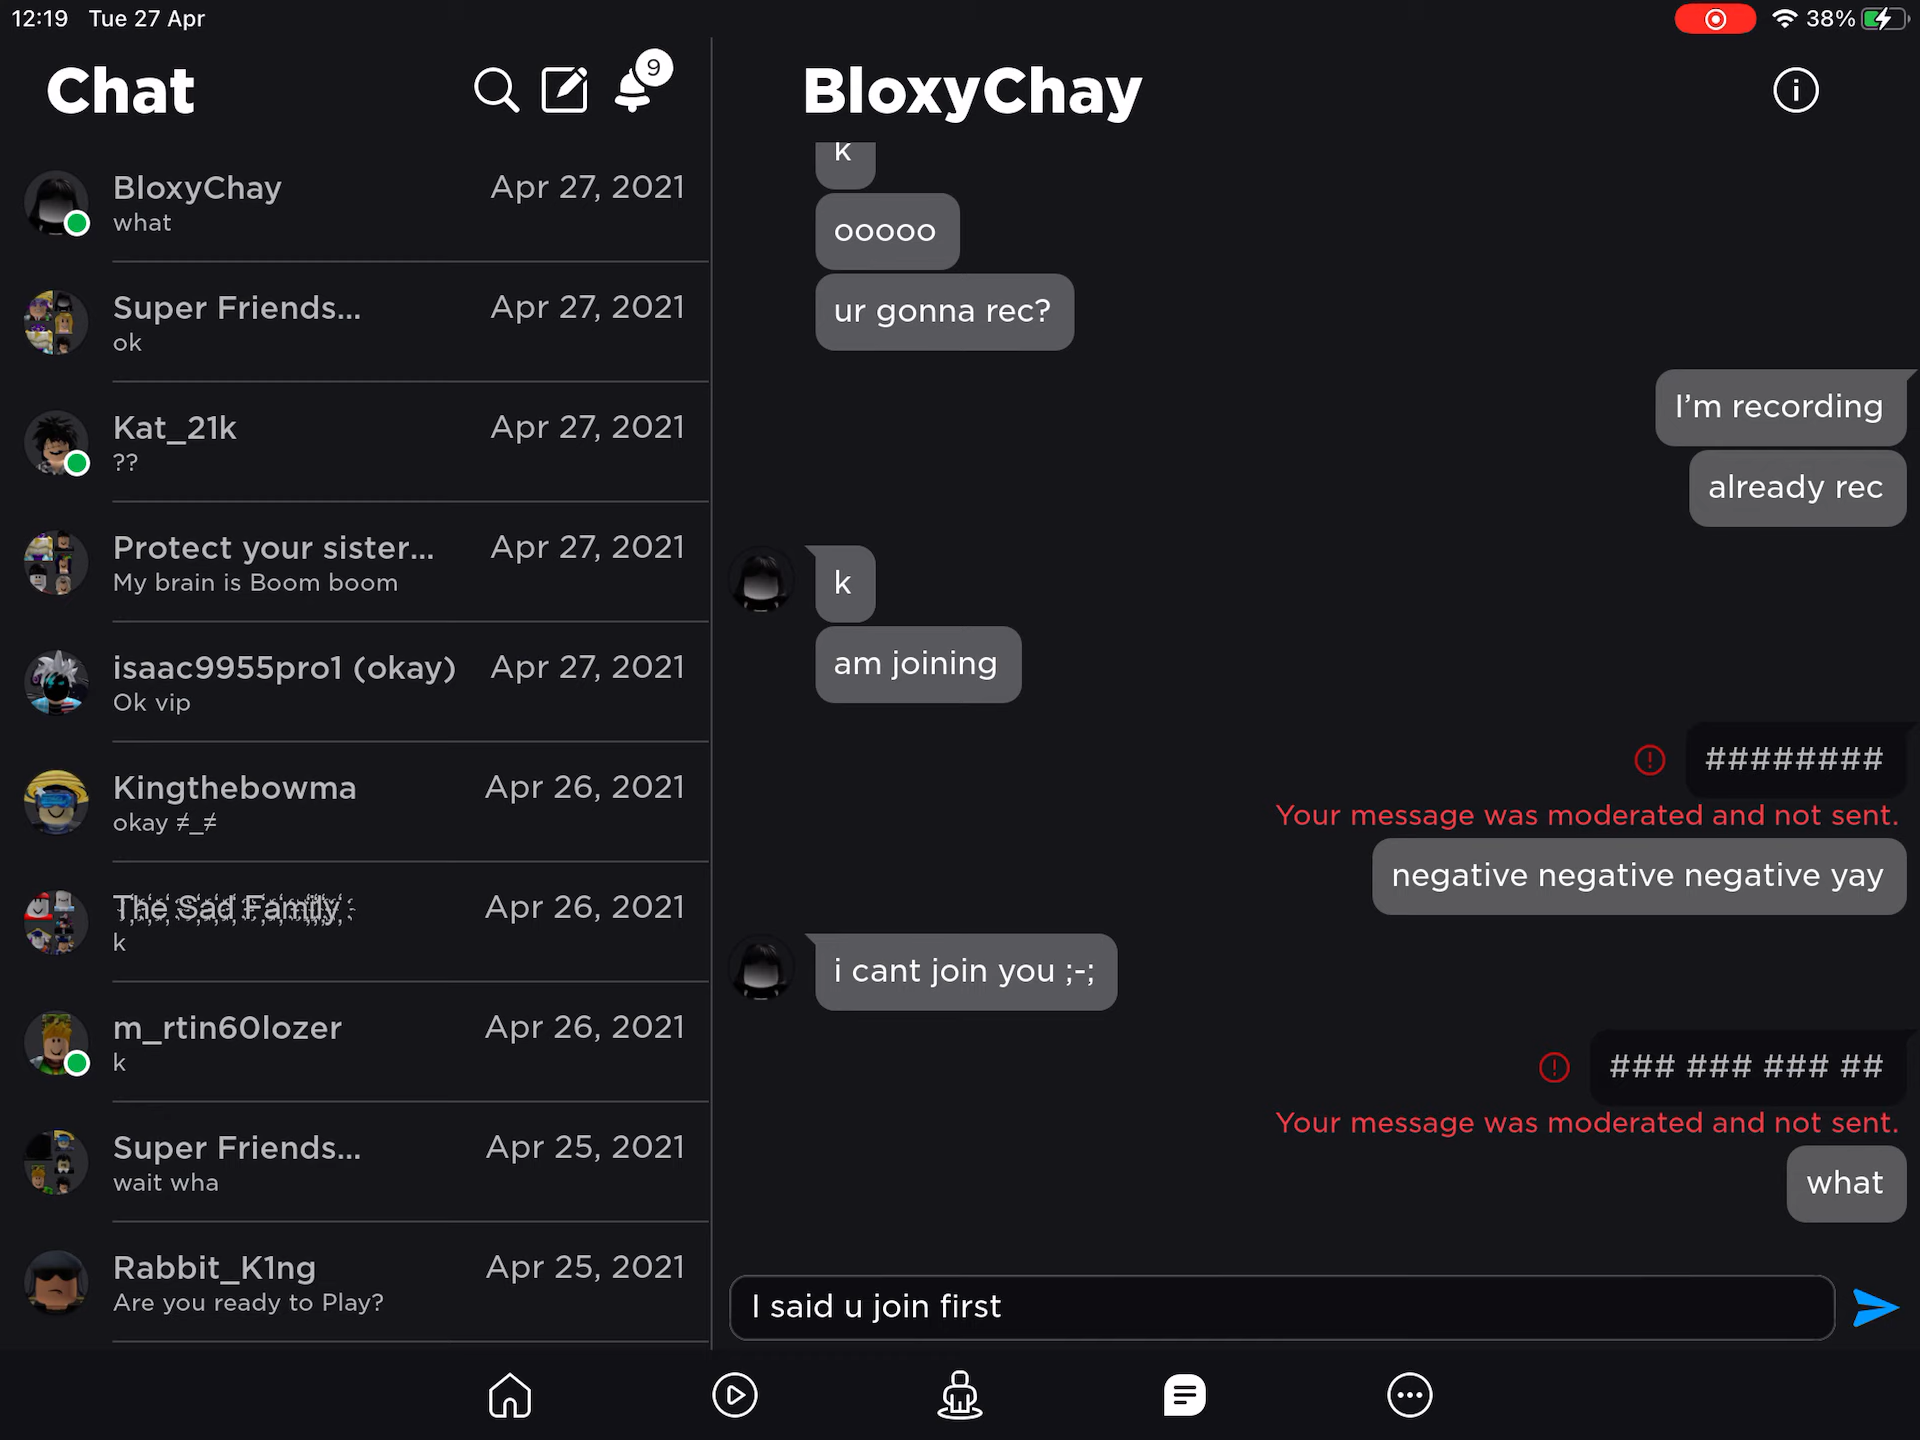 12:19 Tue 27 Apr
38%
Chat
9
BloxyChay
Apr 27, 2021
what
Super Friends...
Apr 27, 2021
ok
Kat_21k
Apr 27, 2021
??
Protect your sister...
Apr 27, 2021
My brain is Boom boom
isaac9955pro1 (okay)
Apr 27, 2021
Ok vip
Kingthebowma
Apr 26, 2021
okay ≠_≠
The Sad Family
Apr 26, 2021
k
m_rtin60lozer
Apr 26, 2021
k
Super Friends...
Apr 25, 2021
wait wha
Rabbit_K1ng
Apr 25, 2021
Are you ready to Play?
BloxyChay
k
ooooo
ur gonna rec?
I'm recording
already rec
k
am joining
########
Your message was moderated and not sent.
negative negative negative yay
i cant join you ;-;
### ### ### ##
Your message was moderated and not sent.
what
I said u join first